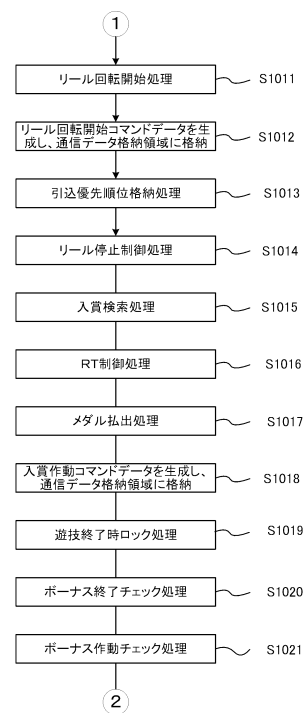 1
リール回転開始処理 S1011
リール回転開始コマンドデータを生
成し、通信データ格納領域に格納 S1012
引込優先順位格納処理 S1013
リール停止制御処理 S1014
入賞検索処理 S1015
RT制御処理 S1016
メダル払出処理 S1017
入賞作動コマンドデータを生成し、
通信データ格納領域に格納 S1018
遊技終了時ロック処理 S1019
ボーナス終了チェック処理 S1020
ボーナス作動チェック処理 S1021
2